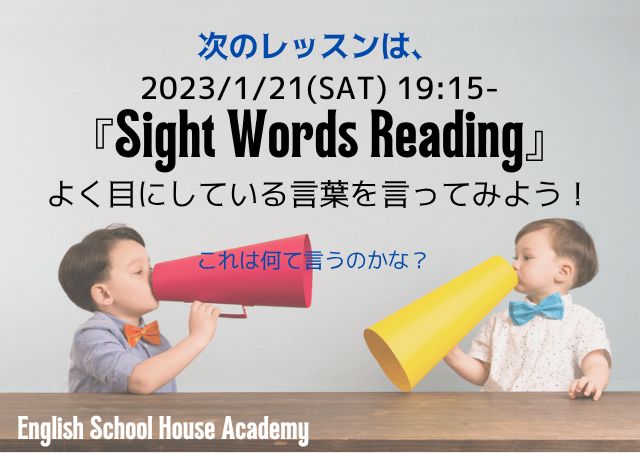 次のレッスンは、
2023/1/21(SAT) 19:15-
『Sight Words Reading』
よく目にしている言葉を言ってみよう！
これは何て言うのかな？
English School House Academy